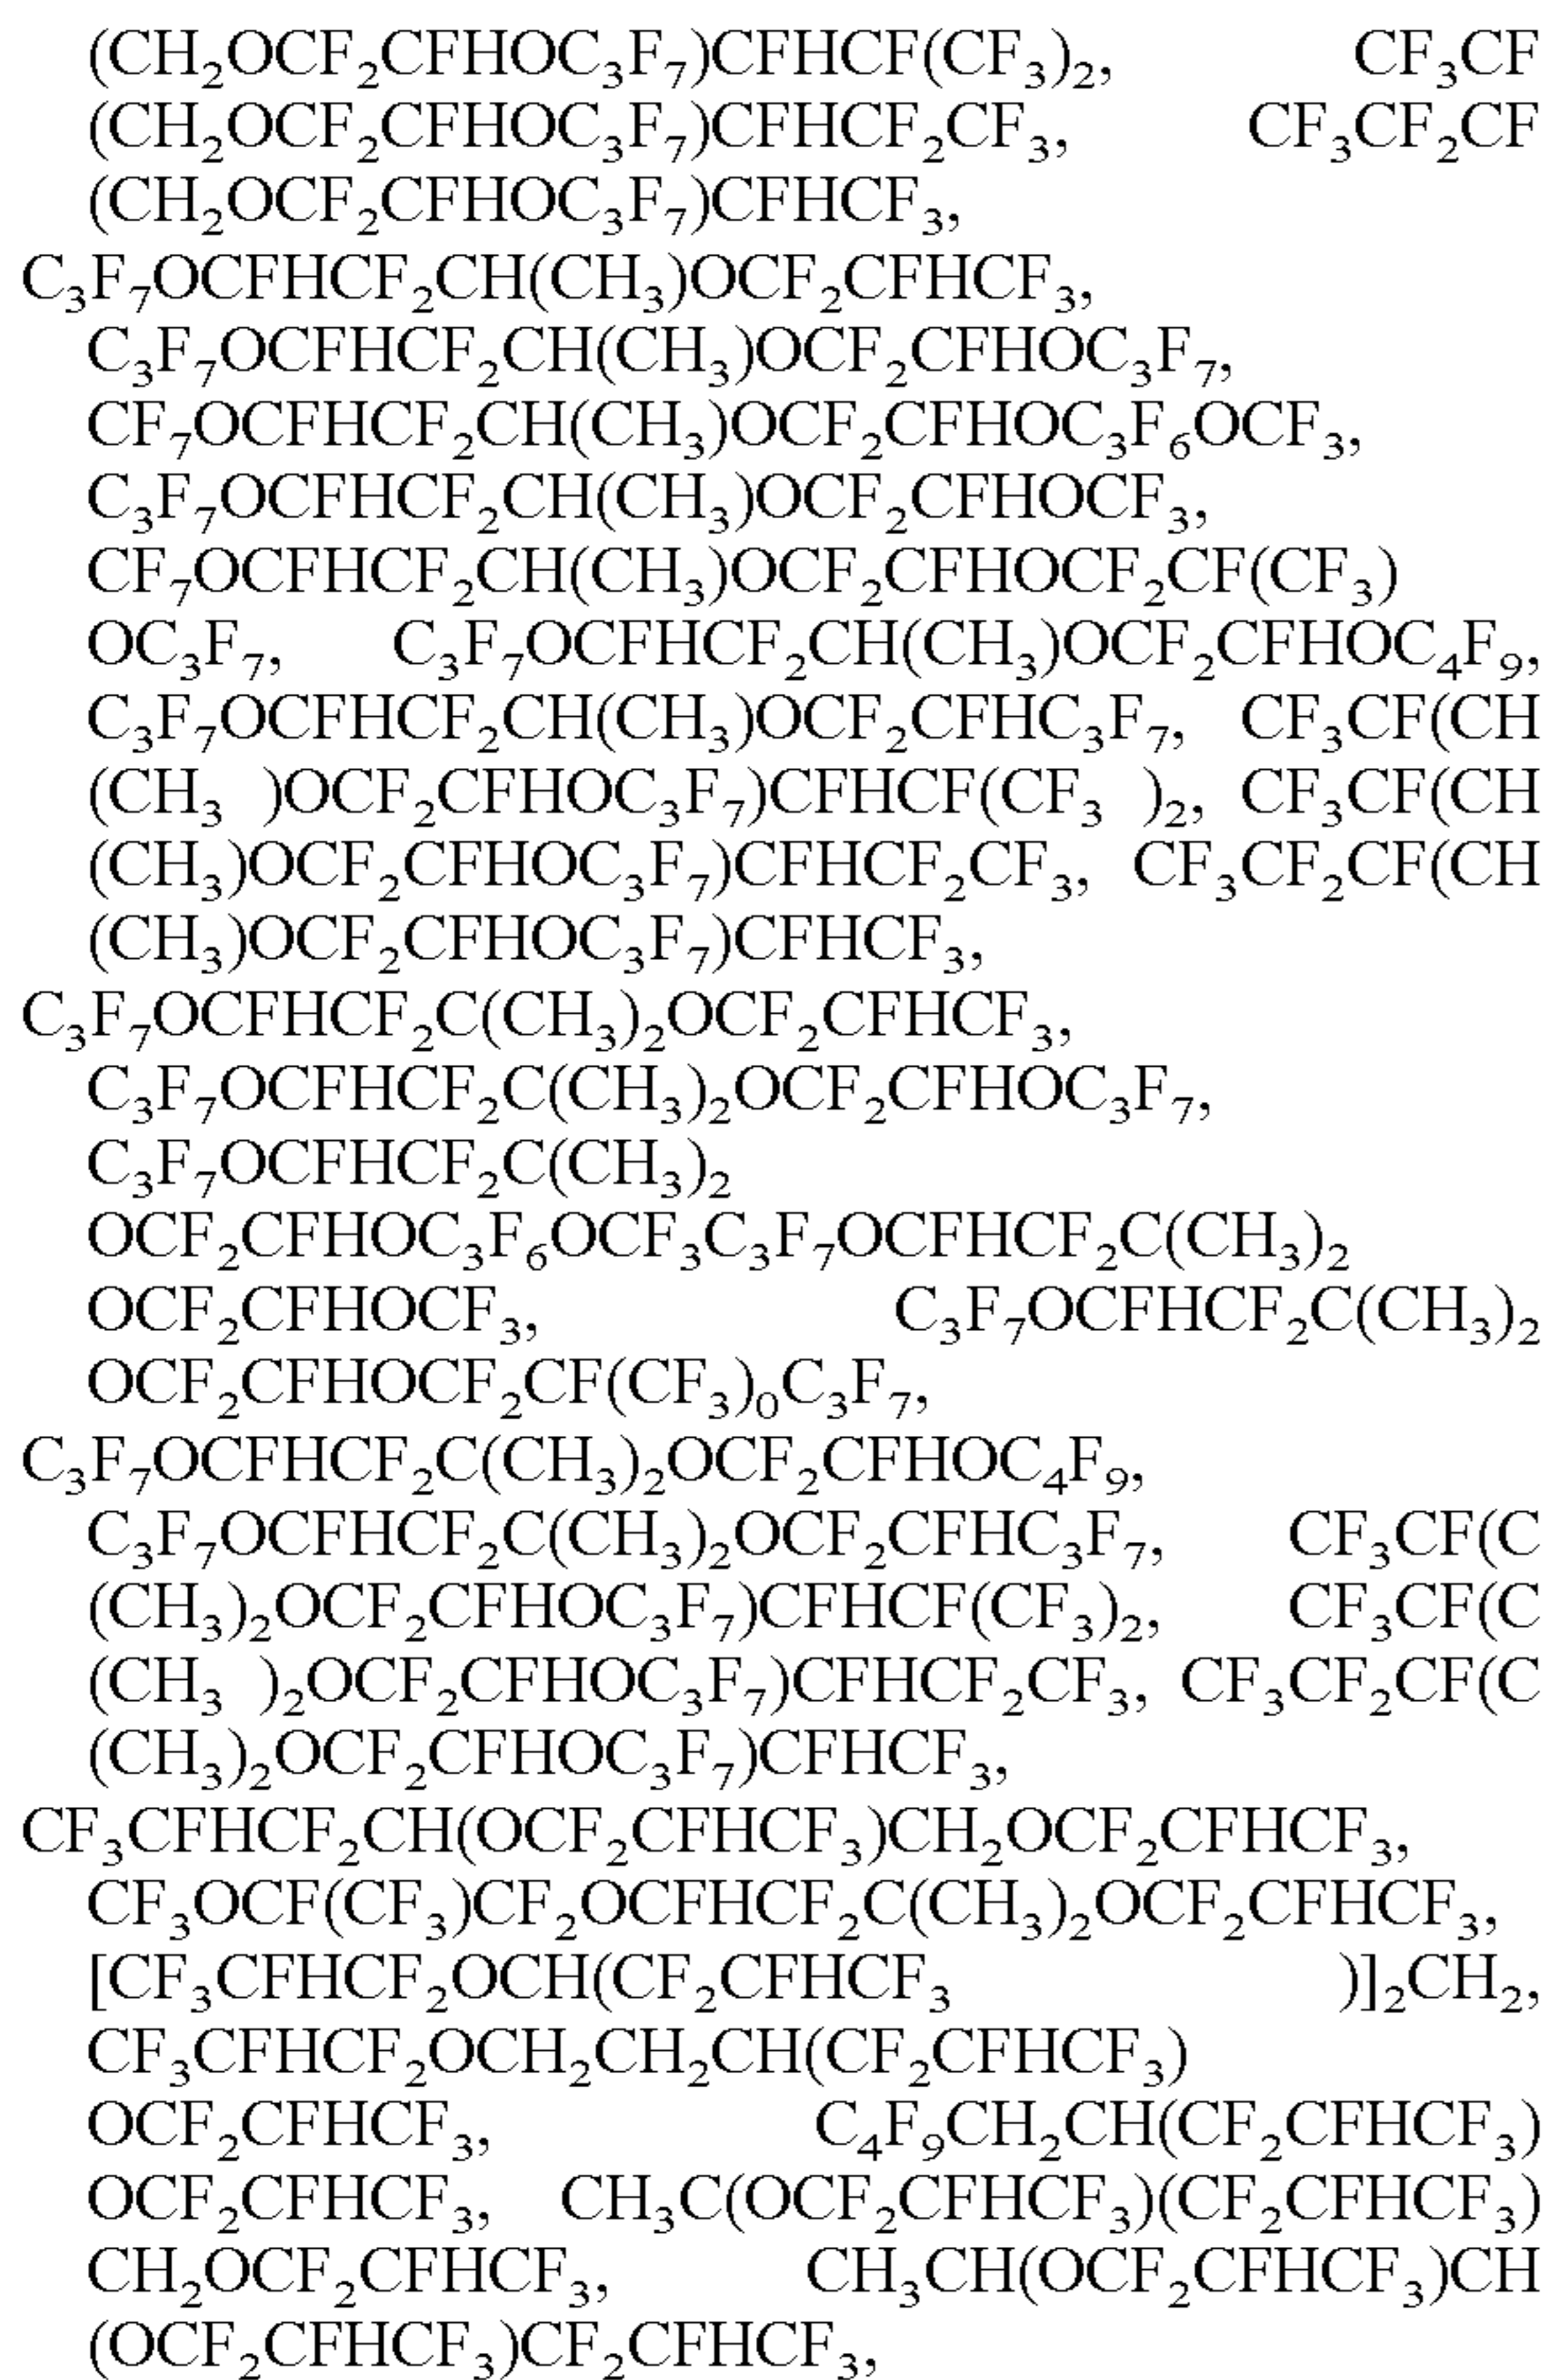 (CH₂OCF₂CFHOC₃F₇)CFHCF(CF₃)₂, CF₃CF
(CH₂OCF₂CFHOC₃F₇)CFHCF₂CF₃, CF₃CF₂CF
(CH₂OCF₂CFHOC₃F₇)CFHCF₃,
C₃F₇OCFHCF₂CH(CH₃)OCF₂CFHCF₃,
C₃F₇OCFHCF₂CH(CH₃)OCF₂CFHOC₃F₇,
CF₇OCFHCF₂CH(CH₃)OCF₂CFHOC₃F₆OCF₃,
C₃F₇OCFHCF₂CH(CH₃)OCF₂CFHOCF₃,
CF₇OCFHCF₂CH(CH₃)OCF₂CFHOCF₂CF(CF₃)
OC₃F₇, C₃F₇OCFHCF₂CH(CH₃)OCF₂CFHOC₄F₉,
C₃F₇OCFHCF₂CH(CH₃)OCF₂CFHC₃F₇, CF₃CF(CH
(CH₃ )OCF₂CFHOC₃F₇)CFHCF(CF₃ )₂, CF₃CF(CH
(CH₃)OCF₂CFHOC₃F₇)CFHCF₂CF₃, CF₃CF₂CF(CH
(CH₃)OCF₂CFHOC₃F₇)CFHCF₃,
C₃F₇OCFHCF₂C(CH₃)₂OCF₂CFHCF₃,
C₃F₇OCFHCF₂C(CH₃)₂OCF₂CFHOC₃F₇,
C₃F₇OCFHCF₂C(CH₃)₂
OCF₂CFHOC₃F₆OCF₃C₃F₇OCFHCF₂C(CH₃)₂
OCF₂CFHOCF₃, C₃F₇OCFHCF₂C(CH₃)₂
OCF₂CFHOCF₂CF(CF₃)₀C₃F₇,
C₃F₇OCFHCF₂C(CH₃)₂OCF₂CFHOC₄F₉,
C₃F₇OCFHCF₂C(CH₃)₂OCF₂CFHC₃F₇, CF₃CF(C
(CH₃)₂OCF₂CFHOC₃F₇)CFHCF(CF₃)₂, CF₃CF(C
(CH₃ )₂OCF₂CFHOC₃F₇)CFHCF₂CF₃, CF₃CF₂CF(C
(CH₃)₂OCF₂CFHOC₃F₇)CFHCF₃,
CF₃CFHCF₂CH(OCF₂CFHCF₃)CH₂OCF₂CFHCF₃,
CF₃OCF(CF₃)CF₂OCFHCF₂C(CH₃)₂OCF₂CFHCF₃,
[CF₃CFHCF₂OCH(CF₂CFHCF₃ )]₂CH₂,
CF₃CFHCF₂OCH₂CH₂CH(CF₂CFHCF₃)
OCF₂CFHCF₃, C₄F₉CH₂CH(CF₂CFHCF₃)
OCF₂CFHCF₃, CH₃C(OCF₂CFHCF₃)(CF₂CFHCF₃)
CH₂OCF₂CFHCF₃, CH₃CH(OCF₂CFHCF₃)CH
(OCF₂CFHCF₃)CF₂CFHCF₃,